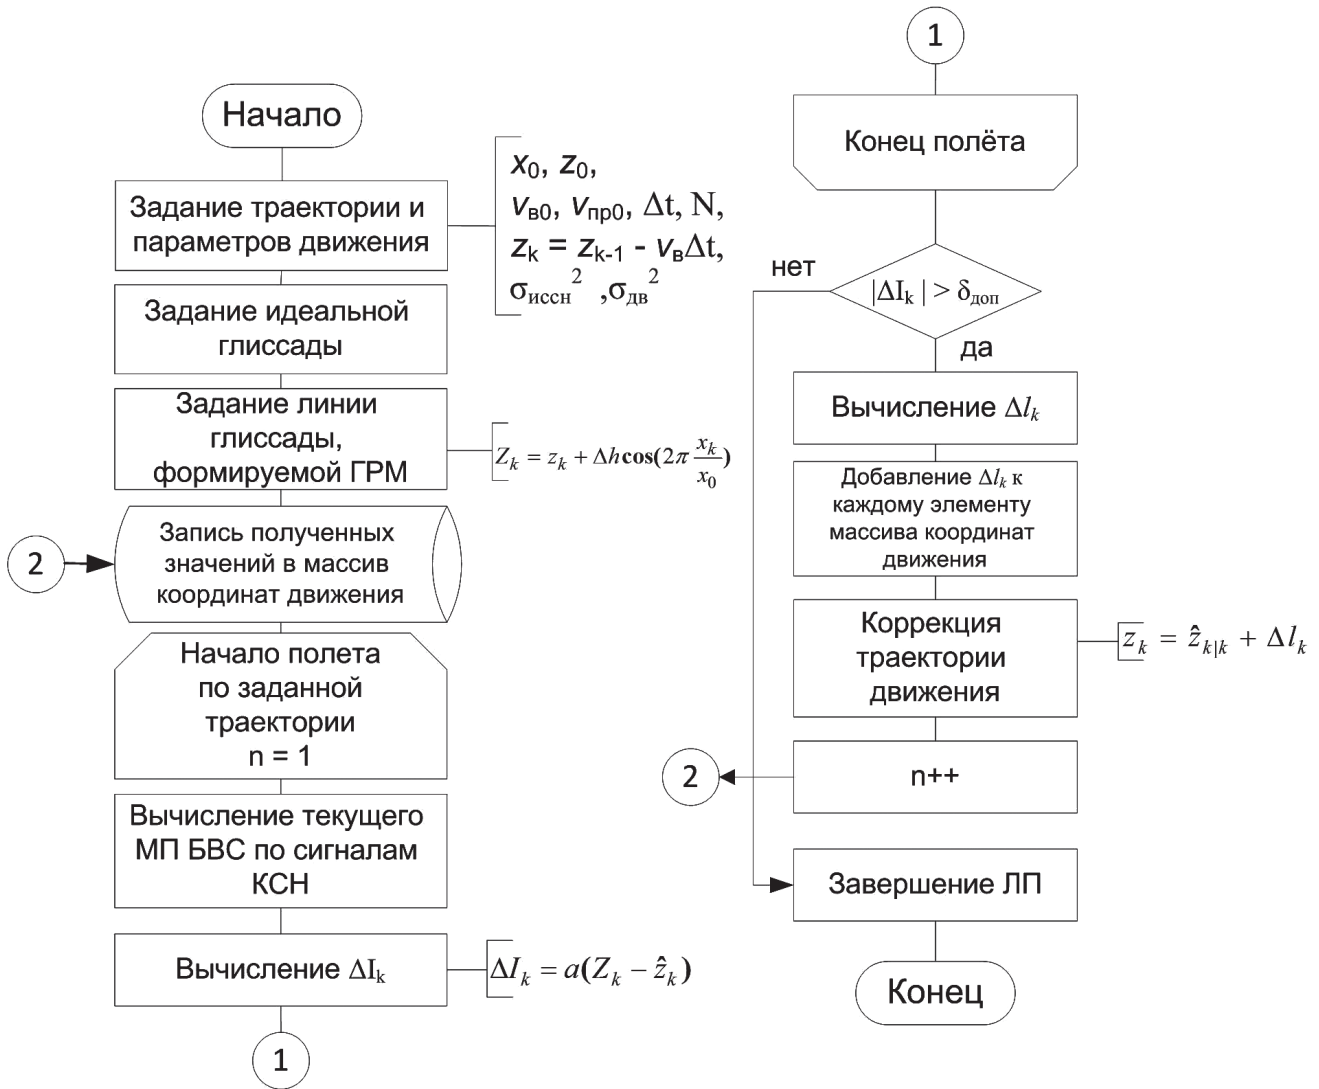 Начало
Задание траектории и
параметров движения
x₀, z₀,
vв0, vпр0, Δt, N,
zk = zk-1 - vвΔt,
σиссн² ,σдв²
Задание идеальной
глиссады
Задание линии
глиссады,
формируемой ГРМ
Zk = zk + Δhcos(2π xk/x0)
2
Запись полученных
значений в массив
координат движения
Начало полета
по заданной
траектории
n = 1
Вычисление текущего
МП БВС по сигналам
КСН
Вычисление ΔIk
ΔIk = a(Zk − ẑk)
1
1
Конец полёта
|ΔIk | > δдоп
нет
да
Вычисление Δlk
Добавление Δlk к
каждому элементу
массива координат
движения
Коррекция
траектории
движения
zk = ẑk|k + Δlk
n++
2
Завершение ЛП
Конец